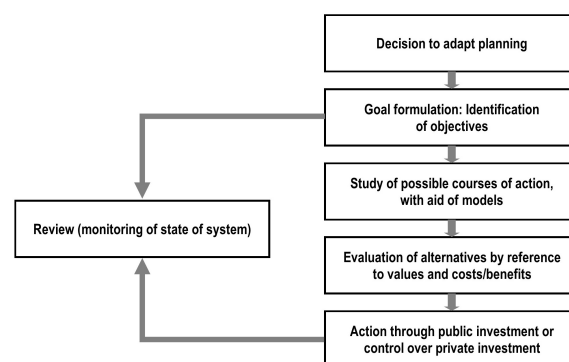 Decision to adapt planning
Goal formulation: Identification
of objectives
Study of possible courses of action,
with aid of models
Review (monitoring of state of system)
Evaluation of alternatives by reference
to values and costs/benefits
Action through public investment or
control over private investment